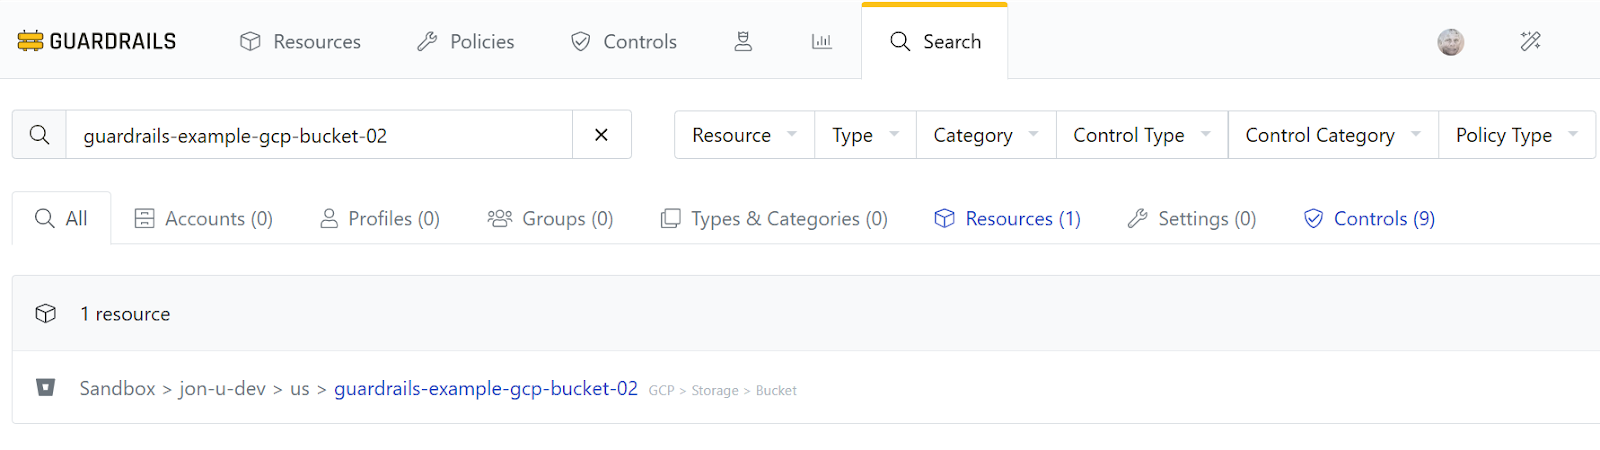 GUARDRAILS Resources Policies Controls Search
guardrails-example-gcp-bucket-02 Resource Type Category Control Type Control Category Policy Type
All Accounts (0) Profiles (0) Groups (0) Types & Categories (0) Resources (1) Settings (0) Controls (9)
1 resource
Sandbox > jon-u-dev > us > guardrails-example-gcp-bucket-02 GCP > Storage > Bucket